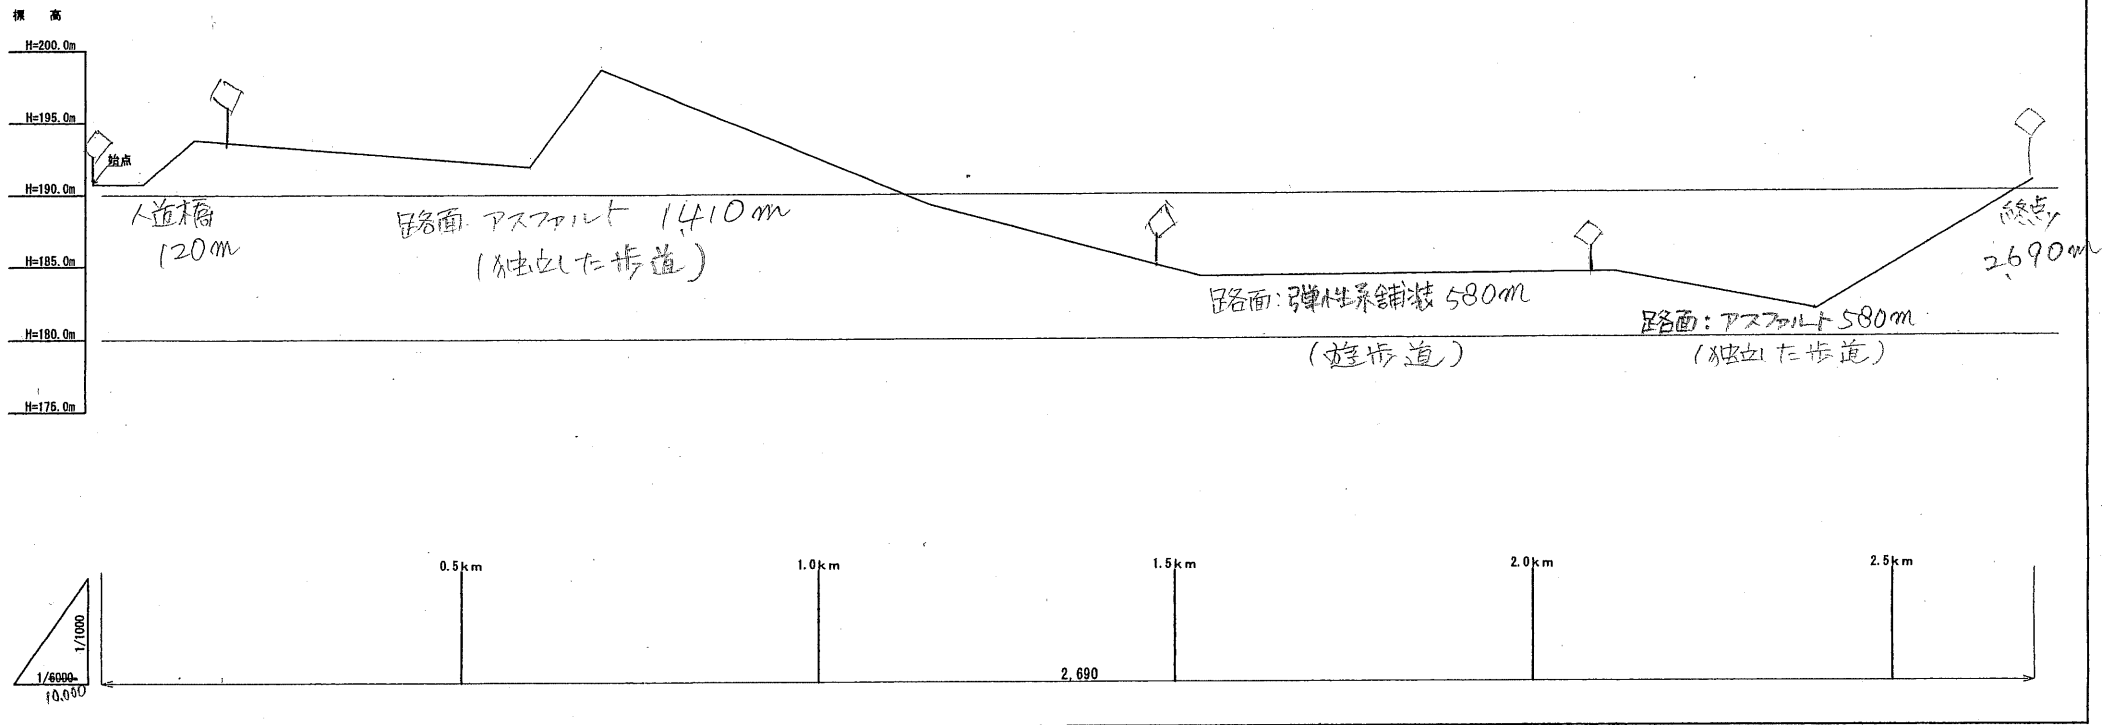 標 高
H=200.0m
H=195.0m
始点
H=190.0m
人道橋
120m
路面 アスファルト 1,410m
(独立した歩道)
終点
2,690m
H=185.0m
路面:弾性系舗装 580m
(遊歩道)
路面:アスファルト 580m
(独立した歩道)
H=180.0m
H=175.0m
0.5km
1.0km
1.5km
2.0km
2.5km
1/1000
1/6000
10,000
2,690